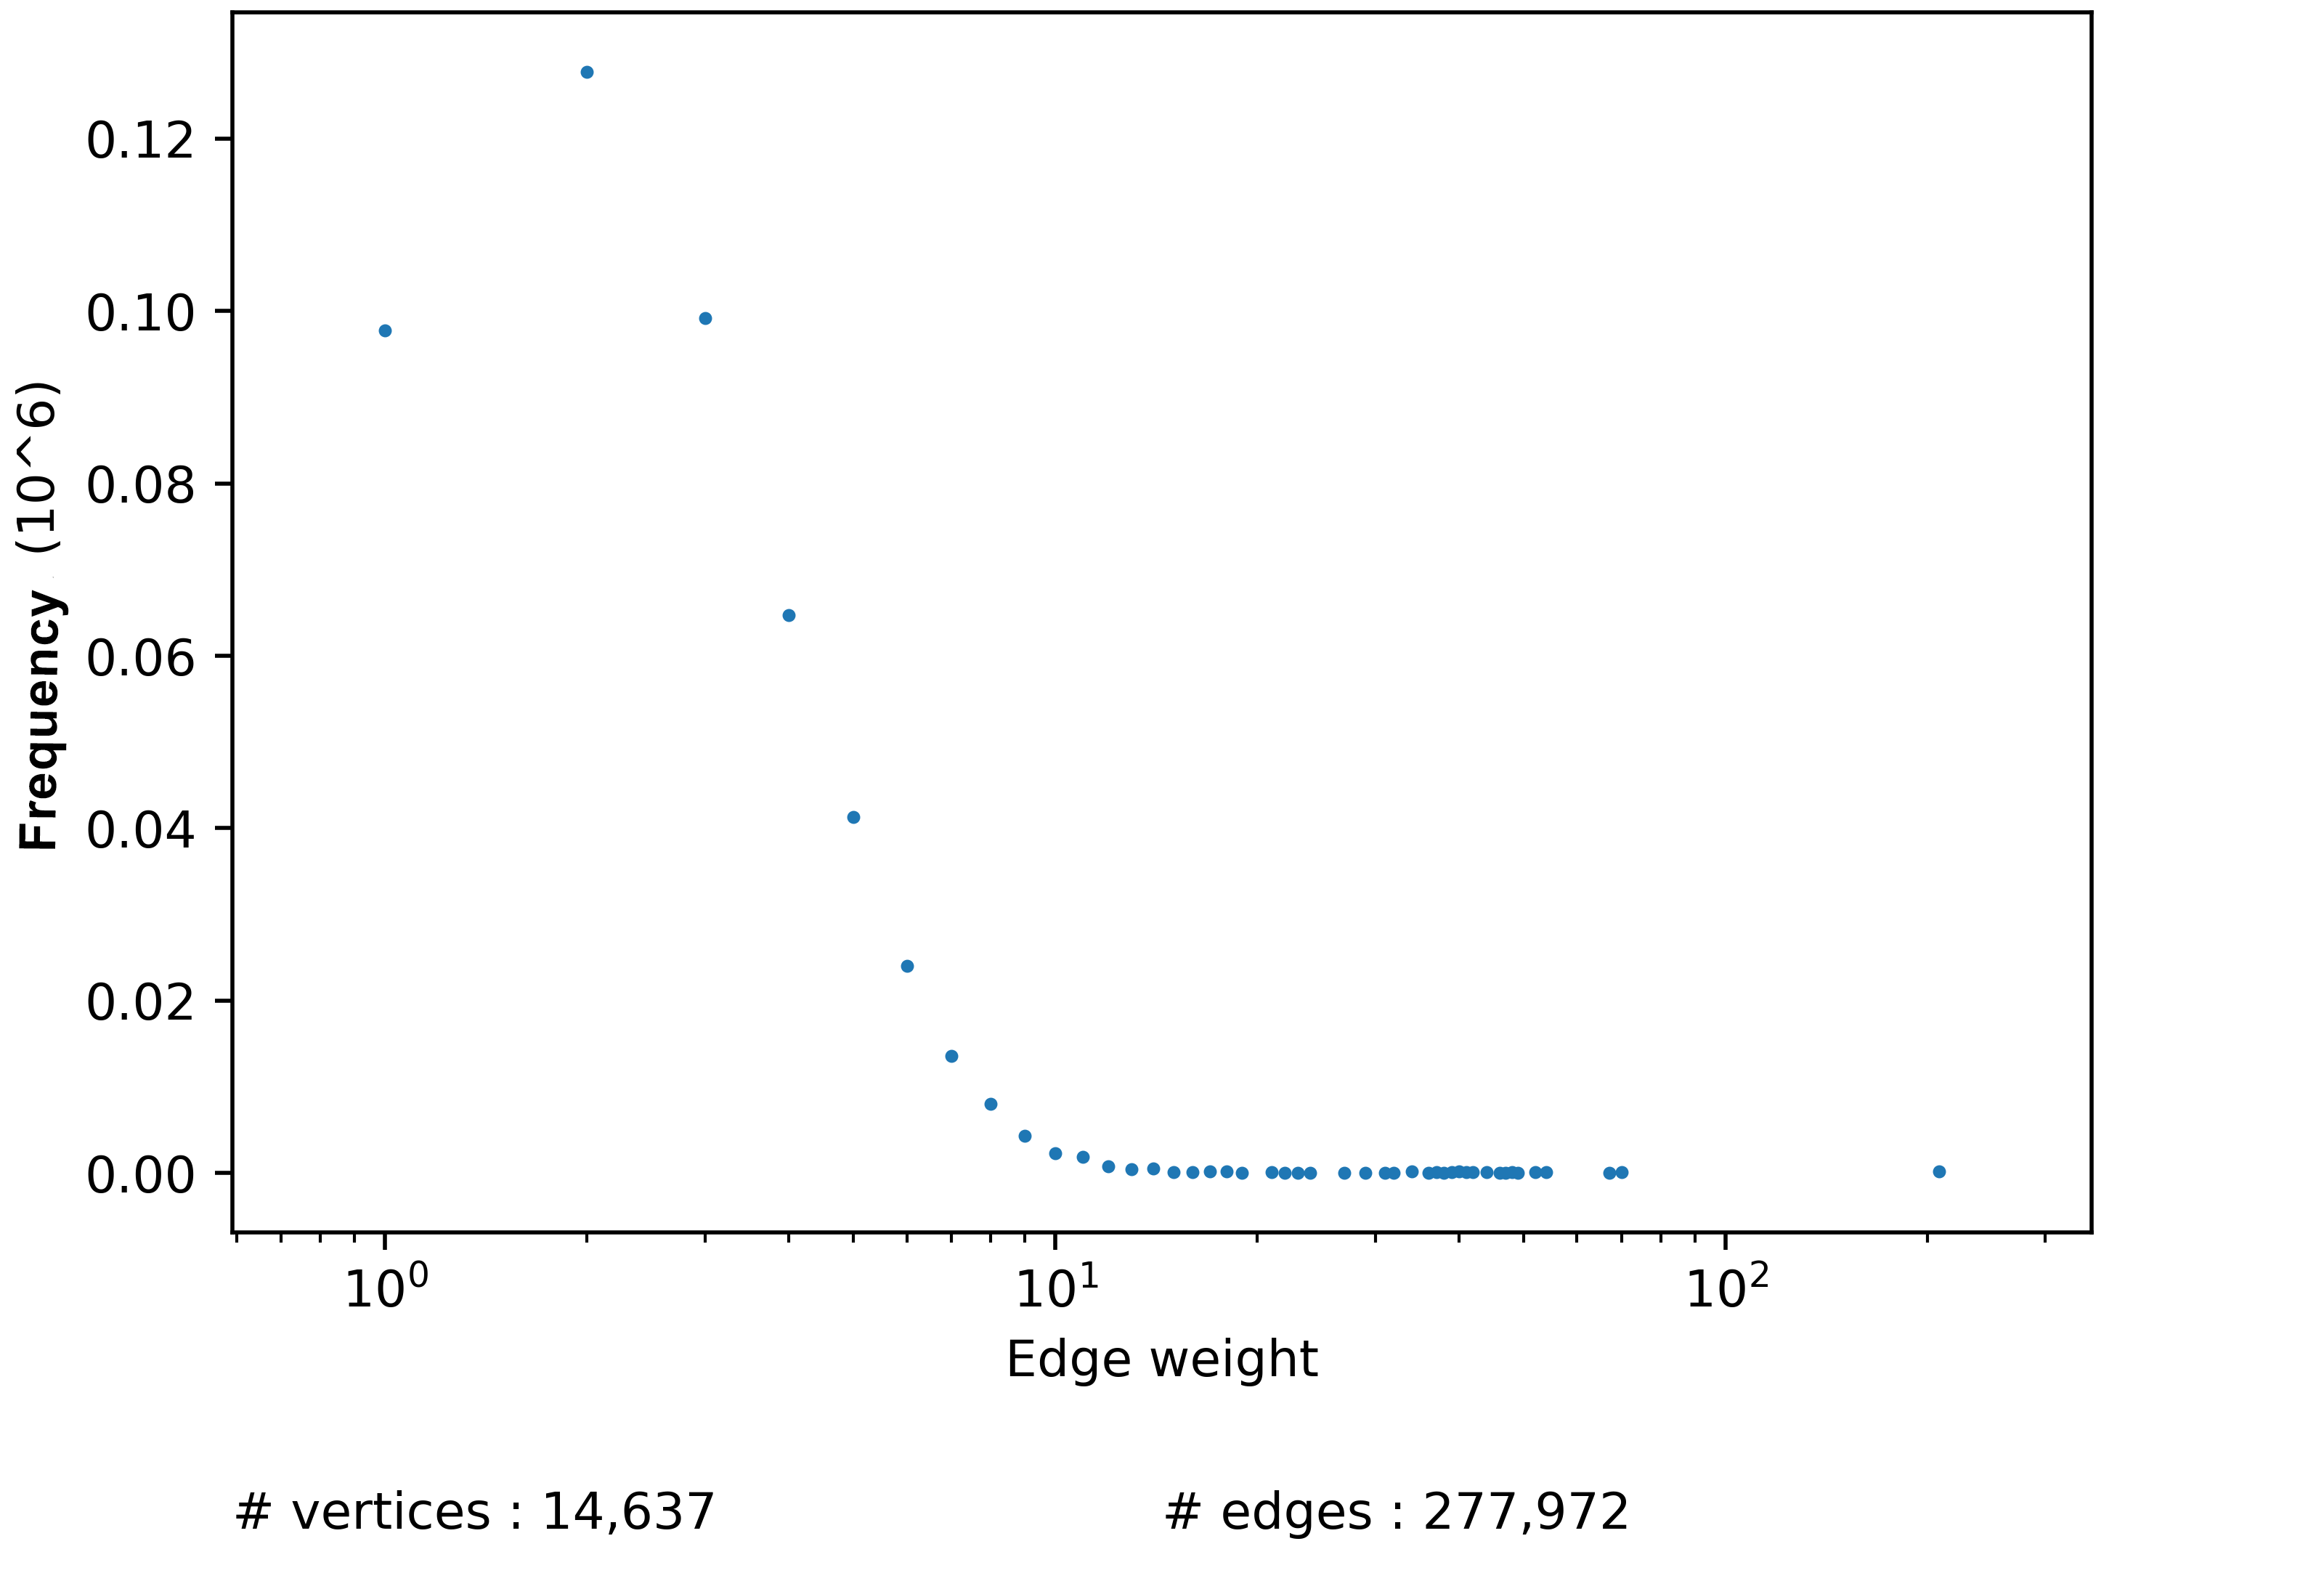 0.12
0.10
0.08
0.06
0.04
0.02
0.00
Frequency (10^6)
10⁰ 10¹ 10²
Edge weight
# vertices : 14,637 # edges : 277,972